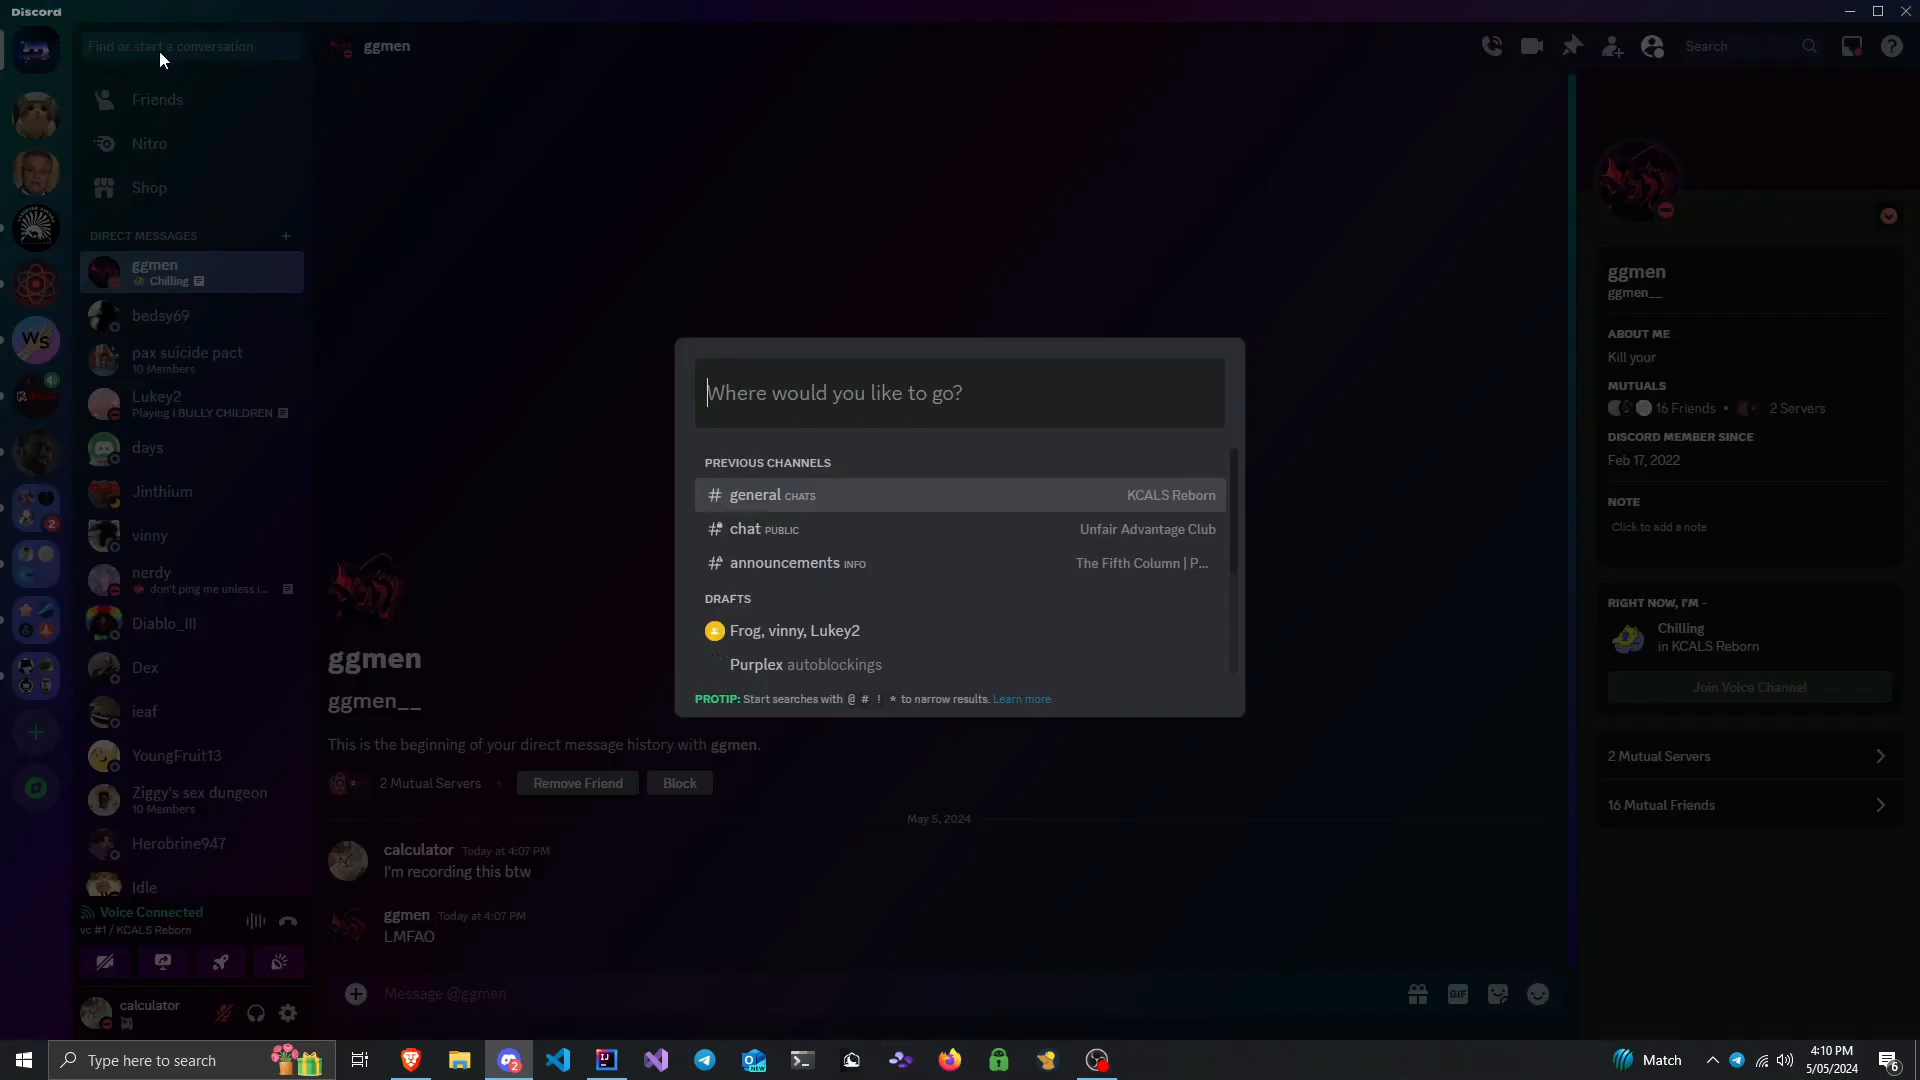 Discord
Find or start a conversation
ggmen
Search
Friends
Nitro
Shop
DIRECT MESSAGES
ggmen
Chilling
bedsy69
pax suicide pact
10 Members
Lukey2
Playing I BULLY CHILDREN
days
Jinthium
vinny
nerdy
don't ping me unless i...
Diablo_III
Dex
ieaf
YoungFruit13
Ziggy's sex dungeon
10 Members
Herobrine947
Idle
Voice Connected
vc #1 / KCALS Reborn
calculator
WS
2
Where would you like to go?
PREVIOUS CHANNELS
# general CHATS KCALS Reborn
chat PUBLIC Unfair Advantage Club
announcements INFO The Fifth Column | P...
DRAFTS
Frog, vinny, Lukey2
Purplex autoblockings
PROTIP: Start searches with @ # ! * to narrow results. Learn more
ggmen
ggmen__
This is the beginning of your direct message history with ggmen.
2 Mutual Servers
Remove Friend
Block
May 5, 2024
calculator Today at 4:07 PM
I'm recording this btw
ggmen Today at 4:07 PM
LMFAO
Message @ggmen
GIF
ggmen
ggmen__
ABOUT ME
Kill your
MUTUALS
16 Friends • 2 Servers
DISCORD MEMBER SINCE
Feb 17, 2022
NOTE
Click to add a note
RIGHT NOW, I'M -
Chilling
in KCALS Reborn
Join Voice Channel
2 Mutual Servers
16 Mutual Friends
Type here to search
2
IJ
NEW
Match
4:10 PM
5/05/2024
6